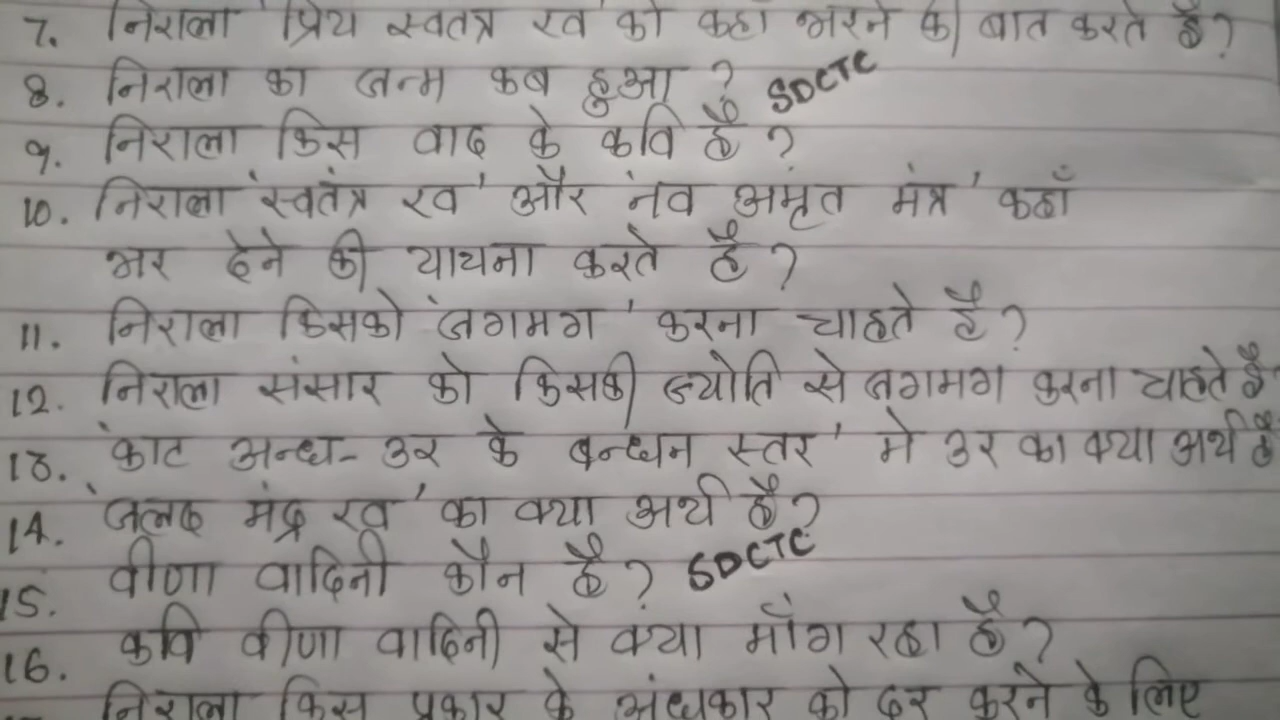 7. निराला 'प्रिय स्वतंत्र रव' को कहाँ भरने की बात करते हैं?
8. निराला का जन्म कब हुआ ? SDCTC
9. निराला किस वाद के कवि हैं ?
10. निराला 'स्वतंत्र रव' और 'नव अमृत मंत्र' कहाँ
भर देने की यायना करते हैं ?
11. निराला किसको 'जगमग' करना चाहते हैं ?
12. निराला संसार को किसकी ज्योति से जगमग करना चाहते हैं
13. 'काट अन्ध-उर के बन्धन स्तर' मे उर का क्या अर्थ है
14. 'जलद मंद्र रव' का क्या अर्थ है ?
15. वीणा वादिनी कौन है ? SDCTC
16. कवि वीणा वादिनी से क्या माँग रहा है ?
निराला किस प्रकार के अंधकार को दूर करने के लिए